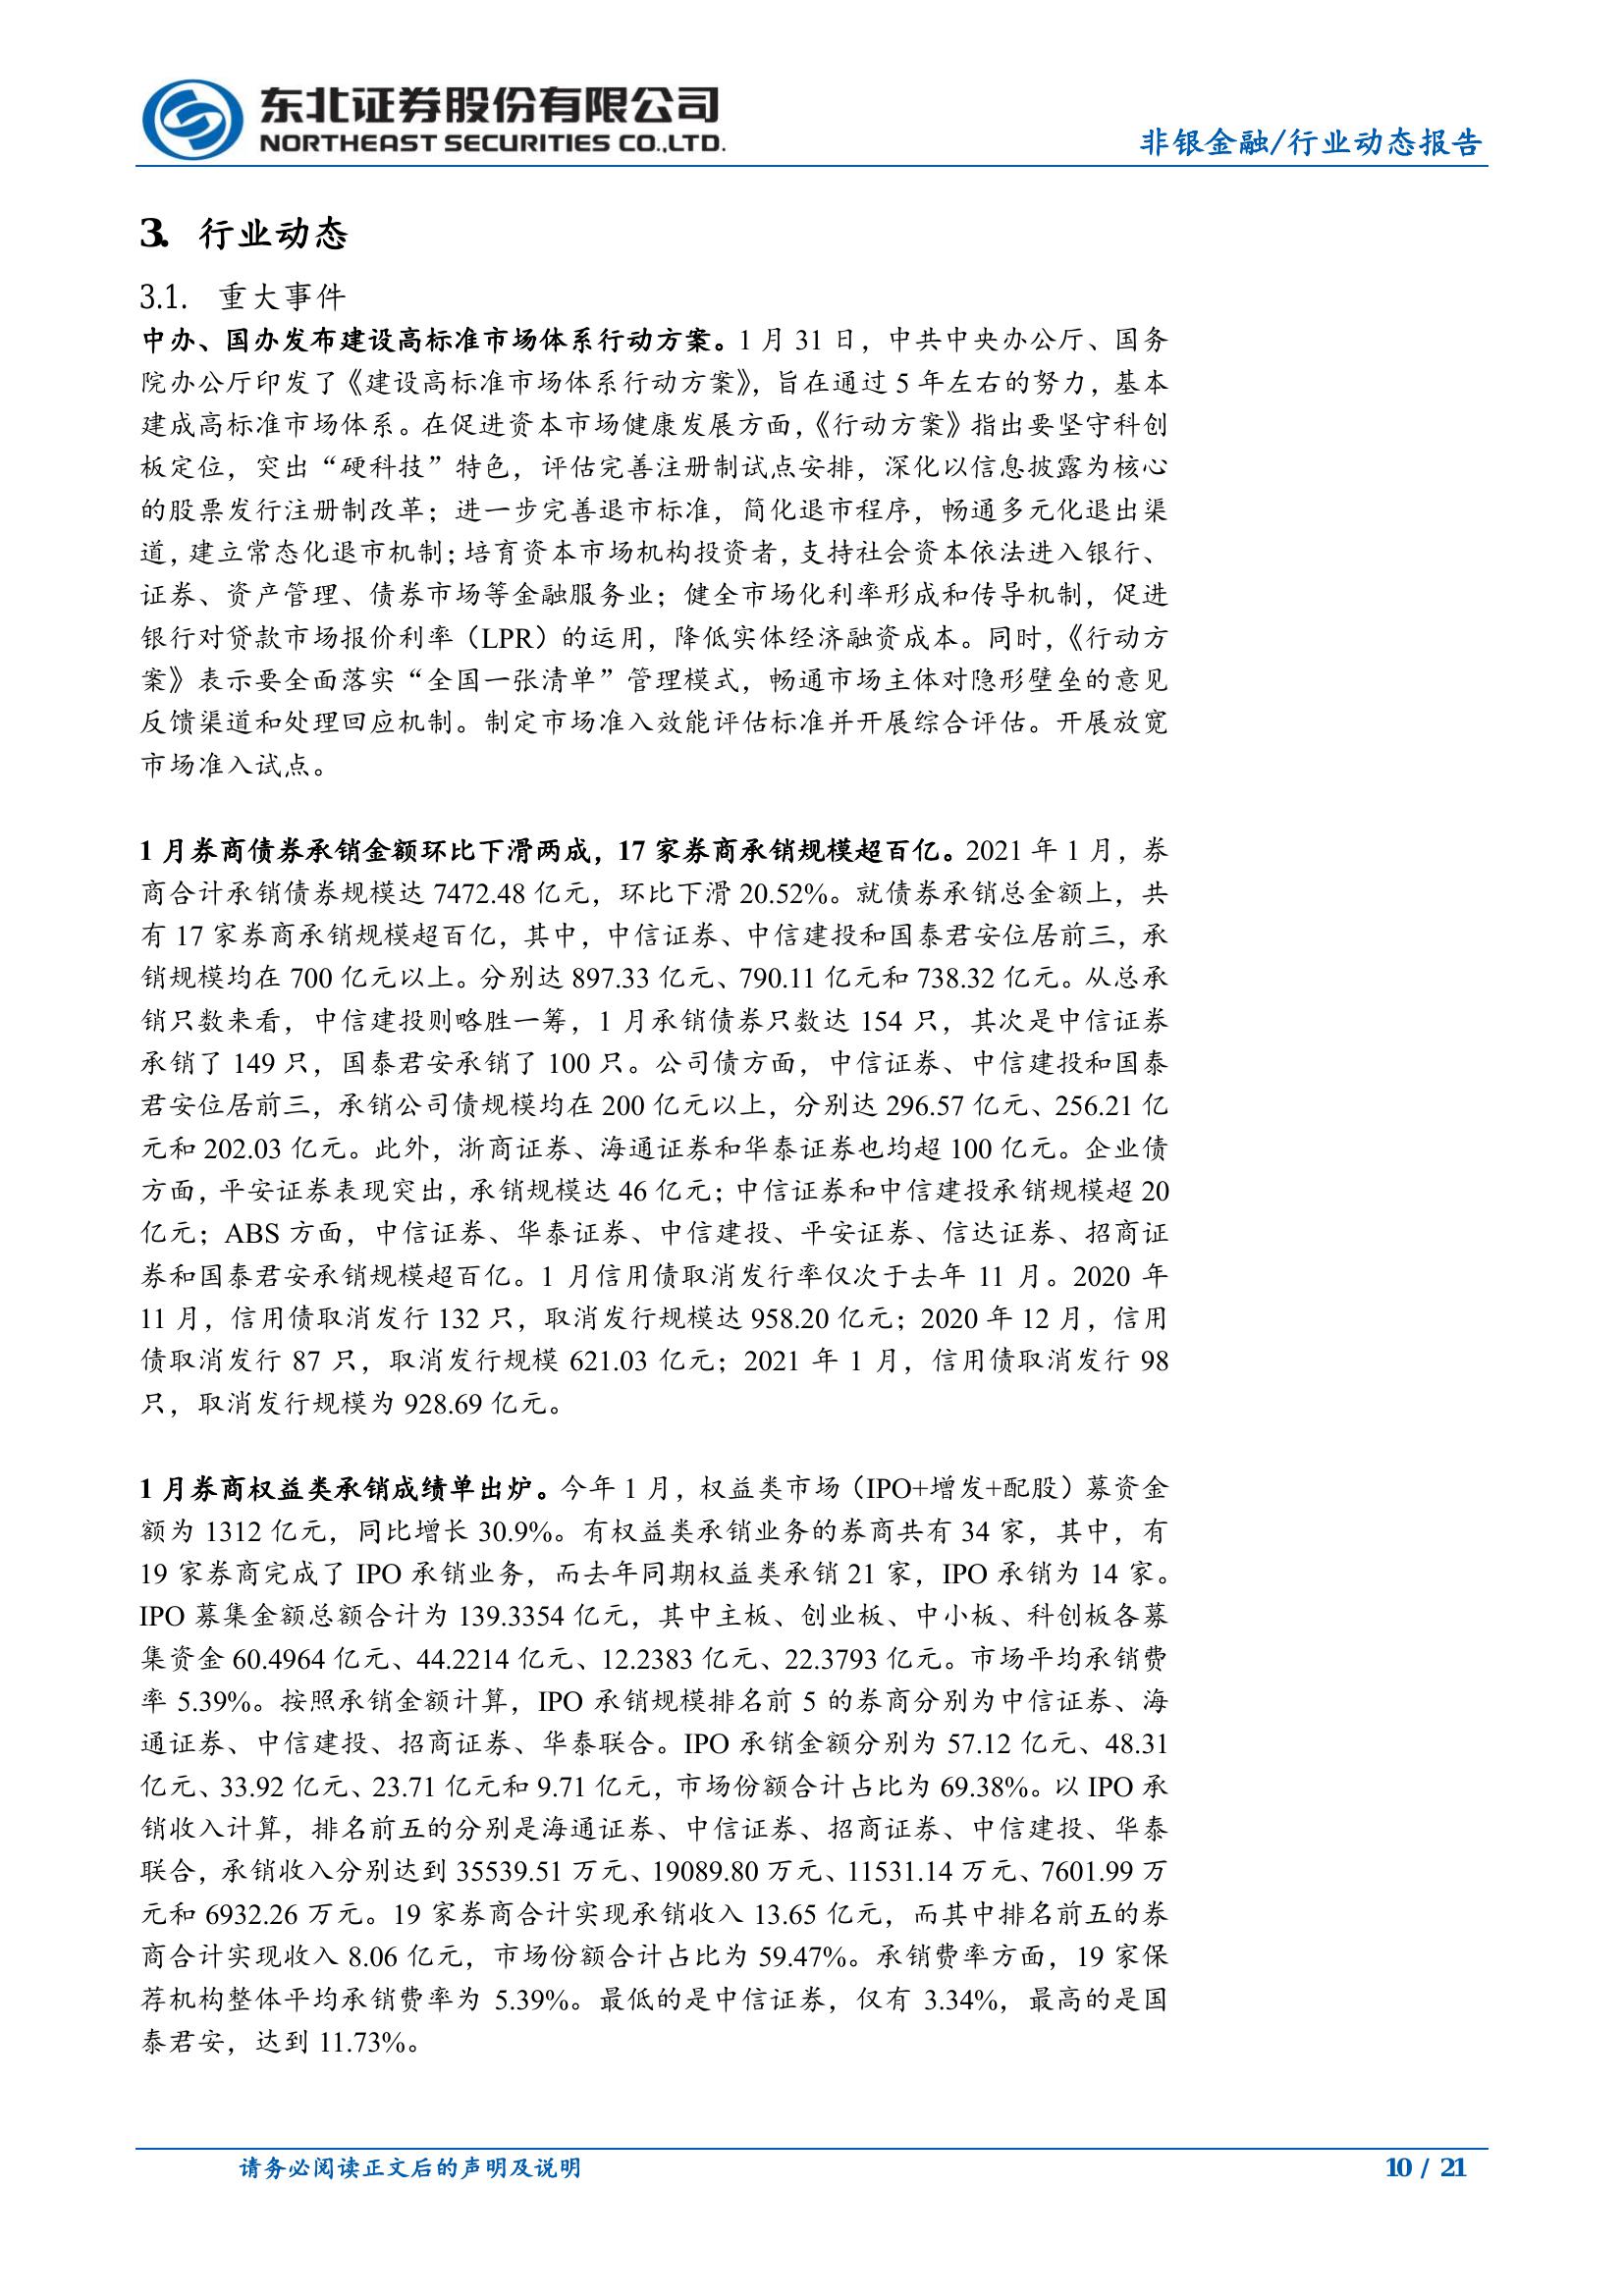 东北证券股份有限公司
NORTHEAST SECURITIES CO.,LTD.
非银金融/行业动态报告
3. 行业动态
3.1. 重大事件
中办、国办发布建设高标准市场体系行动方案。1 月 31 日，中共中央办公厅、国务
院办公厅印发了《建设高标准市场体系行动方案》，旨在通过 5 年左右的努力，基本
建成高标准市场体系。在促进资本市场健康发展方面，《行动方案》指出要坚守科创
板定位，突出“硬科技”特色，评估完善注册制试点安排，深化以信息披露为核心
的股票发行注册制改革；进一步完善退市标准，简化退市程序，畅通多元化退出渠
道，建立常态化退市机制；培育资本市场机构投资者，支持社会资本依法进入银行、
证券、资产管理、债券市场等金融服务业；健全市场化利率形成和传导机制，促进
银行对贷款市场报价利率（LPR）的运用，降低实体经济融资成本。同时，《行动方
案》表示要全面落实“全国一张清单”管理模式，畅通市场主体对隐形壁垒的意见
反馈渠道和处理回应机制。制定市场准入效能评估标准并开展综合评估。开展放宽
市场准入试点。
1 月券商债券承销金额环比下滑两成，17 家券商承销规模超百亿。2021 年 1 月，券
商合计承销债券规模达 7472.48 亿元，环比下滑 20.52%。就债券承销总金额上，共
有 17 家券商承销规模超百亿，其中，中信证券、中信建投和国泰君安位居前三，承
销规模均在 700 亿元以上。分别达 897.33 亿元、790.11 亿元和 738.32 亿元。从总承
销只数来看，中信建投则略胜一筹，1 月承销债券只数达 154 只，其次是中信证券
承销了 149 只，国泰君安承销了 100 只。公司债方面，中信证券、中信建投和国泰
君安位居前三，承销公司债规模均在 200 亿元以上，分别达 296.57 亿元、256.21 亿
元和 202.03 亿元。此外，浙商证券、海通证券和华泰证券也均超 100 亿元。企业债
方面，平安证券表现突出，承销规模达 46 亿元；中信证券和中信建投承销规模超 20
亿元；ABS 方面，中信证券、华泰证券、中信建投、平安证券、信达证券、招商证
券和国泰君安承销规模超百亿。1 月信用债取消发行率仅次于去年 11 月。2020 年
11 月，信用债取消发行 132 只，取消发行规模达 958.20 亿元；2020 年 12 月，信用
债取消发行 87 只，取消发行规模 621.03 亿元；2021 年 1 月，信用债取消发行 98
只，取消发行规模为 928.69 亿元。
1 月券商权益类承销成绩单出炉。今年 1 月，权益类市场（IPO+增发+配股）募资金
额为 1312 亿元，同比增长 30.9%。有权益类承销业务的券商共有 34 家，其中，有
19 家券商完成了 IPO 承销业务，而去年同期权益类承销 21 家，IPO 承销为 14 家。
IPO 募集金额总额合计为 139.3354 亿元，其中主板、创业板、中小板、科创板各募
集资金 60.4964 亿元、44.2214 亿元、12.2383 亿元、22.3793 亿元。市场平均承销费
率 5.39%。按照承销金额计算，IPO 承销规模排名前 5 的券商分别为中信证券、海
通证券、中信建投、招商证券、华泰联合。IPO 承销金额分别为 57.12 亿元、48.31
亿元、33.92 亿元、23.71 亿元和 9.71 亿元，市场份额合计占比为 69.38%。以 IPO 承
销收入计算，排名前五的分别是海通证券、中信证券、招商证券、中信建投、华泰
联合，承销收入分别达到 35539.51 万元、19089.80 万元、11531.14 万元、7601.99 万
元和 6932.26 万元。19 家券商合计实现承销收入 13.65 亿元，而其中排名前五的券
商合计实现收入 8.06 亿元，市场份额合计占比为 59.47%。承销费率方面，19 家保
荐机构整体平均承销费率为 5.39%。最低的是中信证券，仅有 3.34%，最高的是国
泰君安，达到 11.73%。
请务必阅读正文后的声明及说明
10 / 21